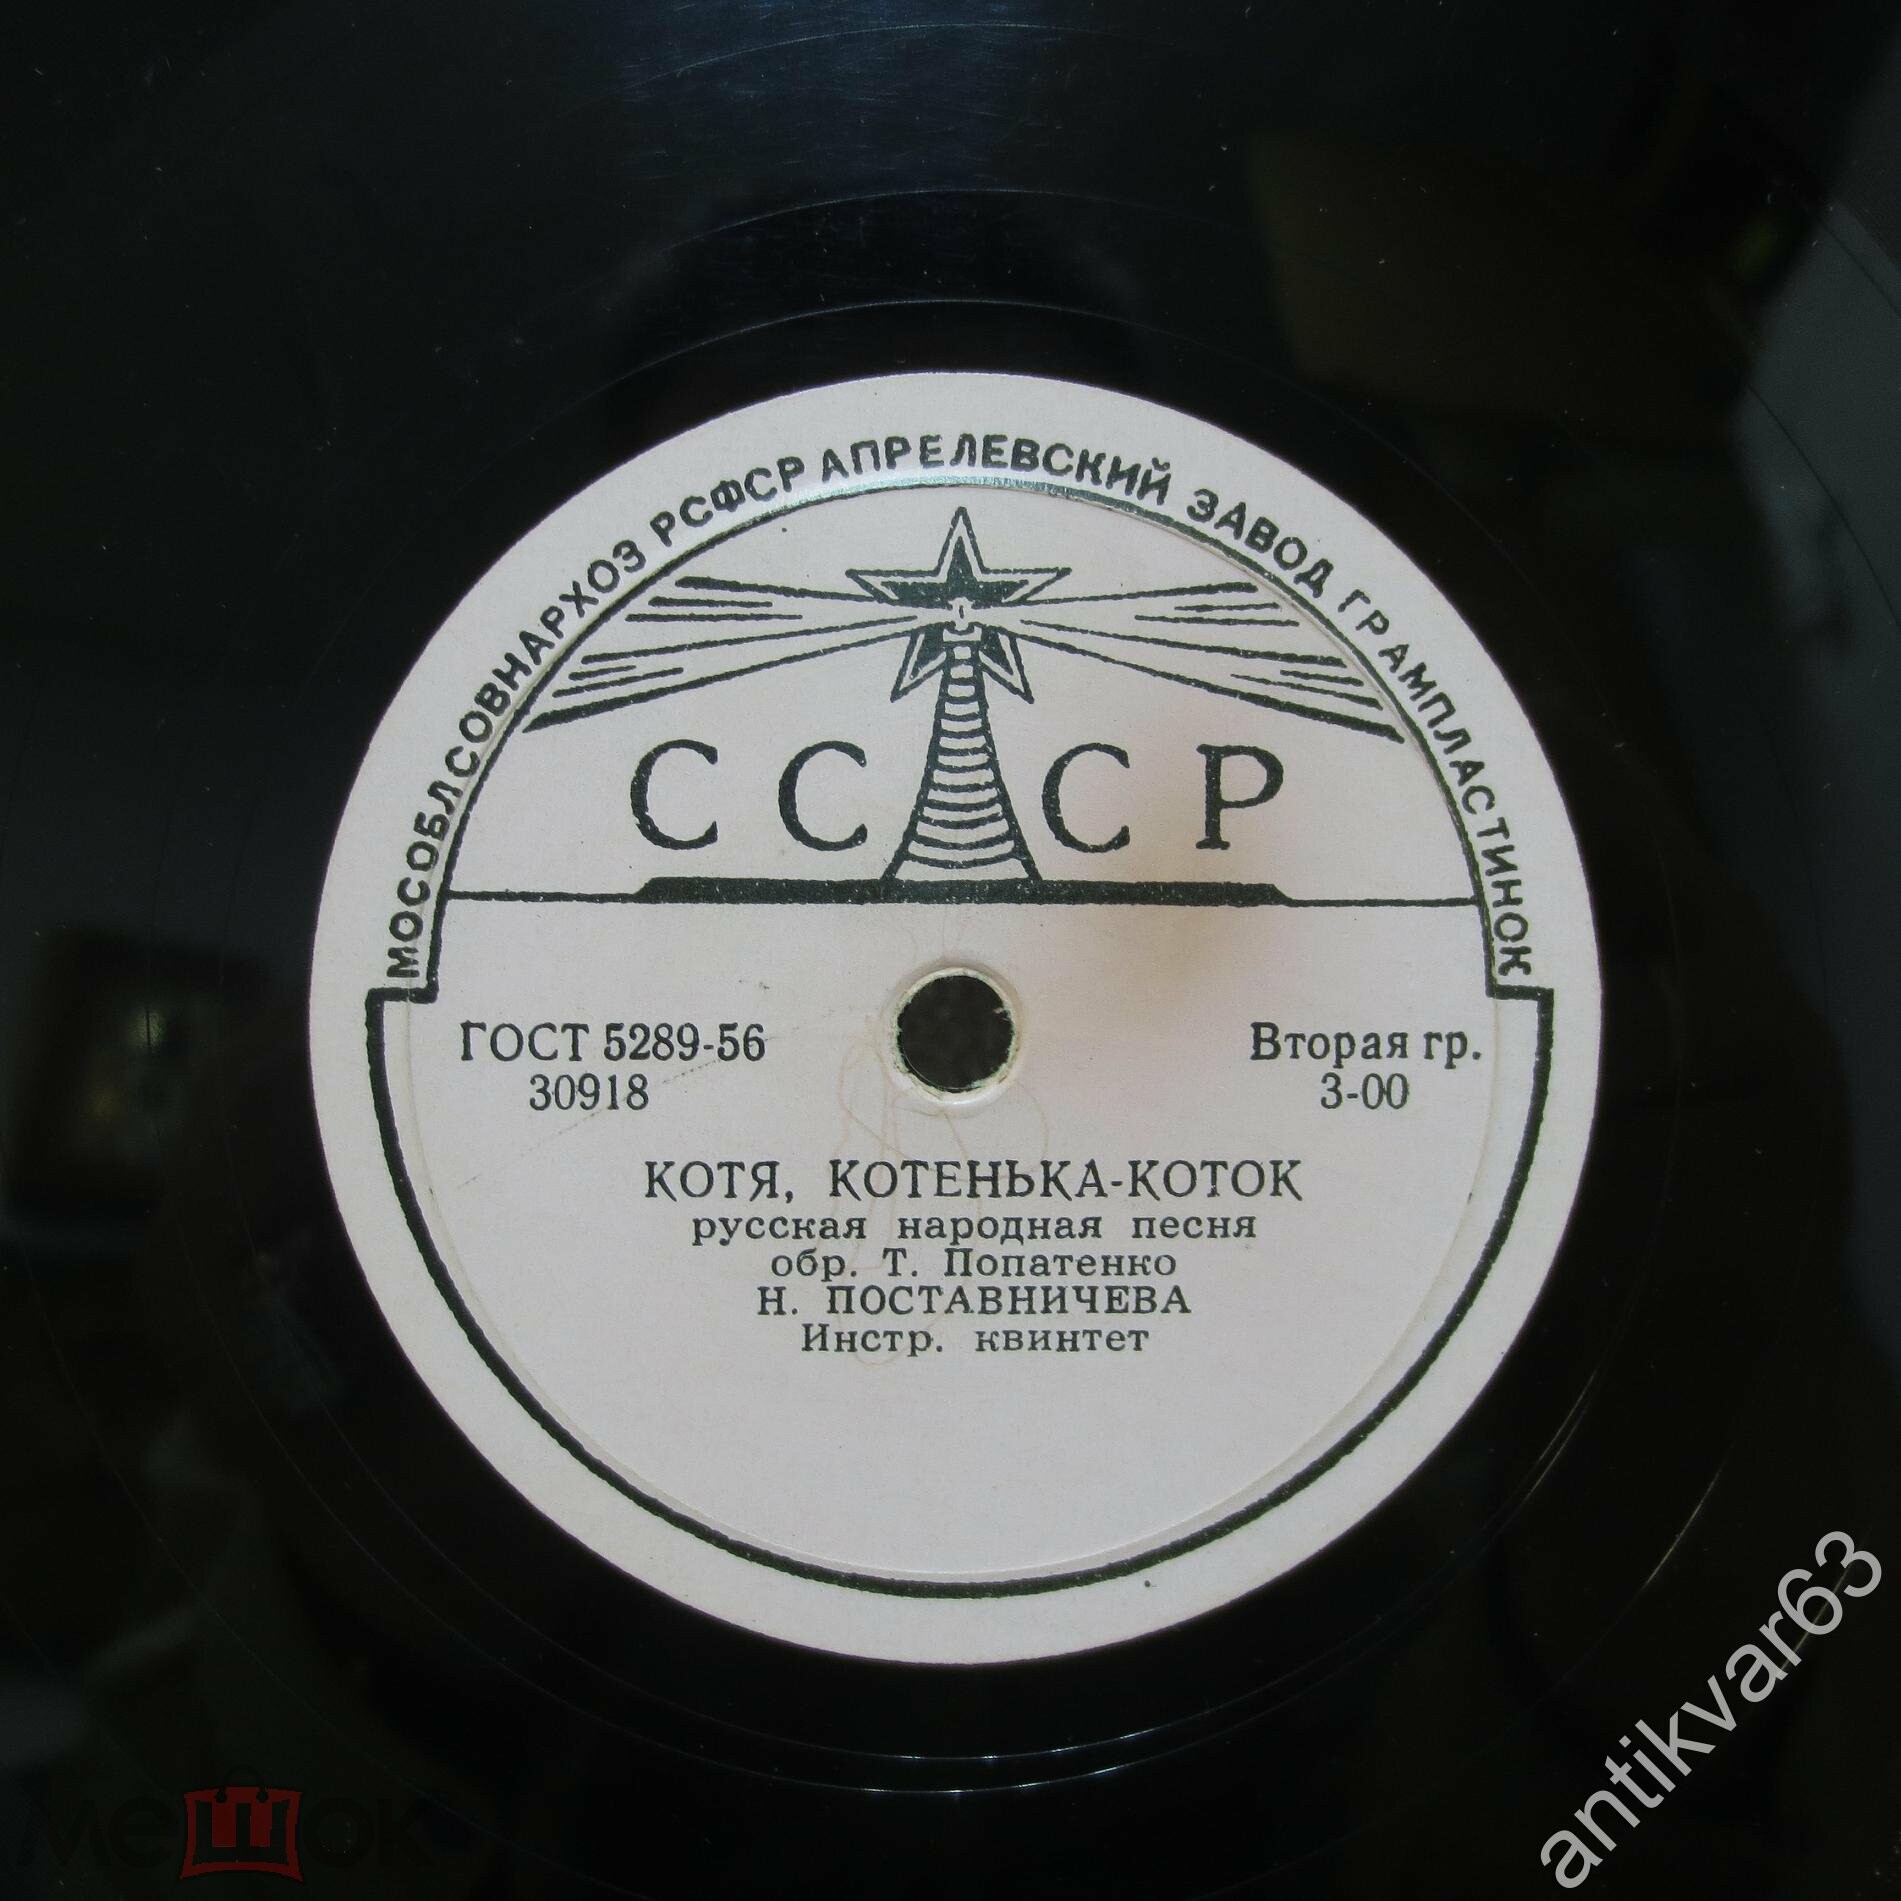 МОСОБЛСОВНАРХОЗ РСФСР АПРЕЛЕВСКИЙ ЗАВОД ГРАМПЛАСТИНОК
СССР
ГОСТ 5289-56
30918
Вторая гр.
3-00
КОТЯ, КОТЕНЬКА-КОТОК
русская народная песня
обр. Т. Попатенко
Н. ПОСТАВНИЧЕВА
Инстр. квинтет
antikvar63
мешок